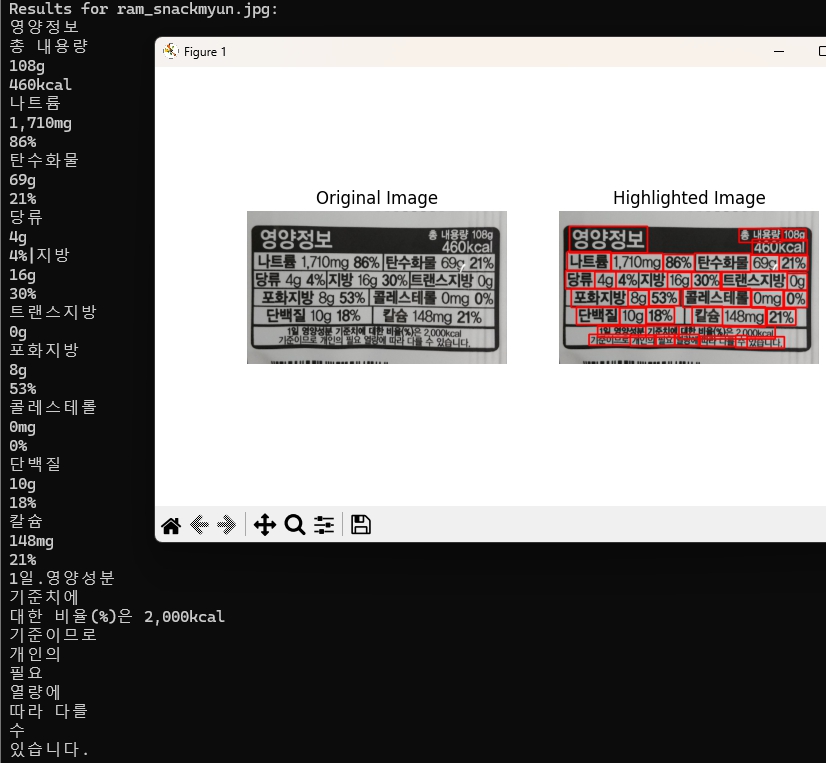 Results for ram_snackmyun.jpg:
영양정보
총 내용량
108g
460kcal
나트륨
1,710mg
86%
탄수화물
69g
21%
당류
4g
4%|지방
16g
30%
트랜스지방
0g
포화지방
8g
53%
콜레스테롤
0mg
0%
단백질
10g
18%
칼슘
148mg
21%
1일.영양성분
기준치에
대한 비율(%)은 2,000kcal
기준이므로
개인의
필요
열량에
따라 다를
수
있습니다.
Figure 1
Original Image
영양정보 총 내용량 108g
460kcal
나트륨 1,710mg 86% 탄수화물 69g 21%
당류 4g 4% 지방 16g 30% 트랜스지방 0g
포화지방 8g 53% 콜레스테롤 0mg 0%
단백질 10g 18% 칼슘 148mg 21%
1일 영양성분 기준치에 대한 비율(%)은 2,000kcal
기준이므로 개인의 필요 열량에 따라 다를 수 있습니다.
Highlighted Image
영양정보 총 내용량 108g
460kcal
나트륨 1,710mg 86% 탄수화물 69g 21%
당류 4g 4% 지방 16g 30% 트랜스지방 0g
포화지방 8g 53% 콜레스테롤 0mg 0%
단백질 10g 18% 칼슘 148mg 21%
1일 영양성분 기준치에 대한 비율(%)은 2,000kcal
기준이므로 개인의 필요 열량에 따라 다를 수 있습니다.